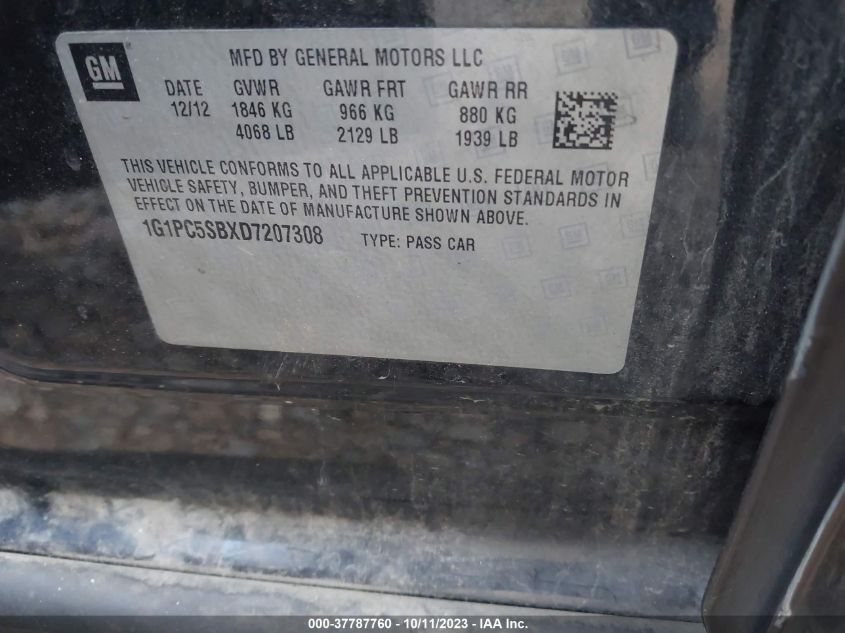 GM
MFD BY GENERAL MOTORS LLC
DATE GVWR GAWR FRT GAWR RR
12/12 1846 KG 966 KG 880 KG
4068 LB 2129 LB 1939 LB
THIS VEHICLE CONFORMS TO ALL APPLICABLE U.S. FEDERAL MOTOR
VEHICLE SAFETY, BUMPER, AND THEFT PREVENTION STANDARDS IN
EFFECT ON THE DATE OF MANUFACTURE SHOWN ABOVE.
1G1PC5SBXD7207308 TYPE: PASS CAR
000-37787760 - 10/11/2023 - IAA Inc.